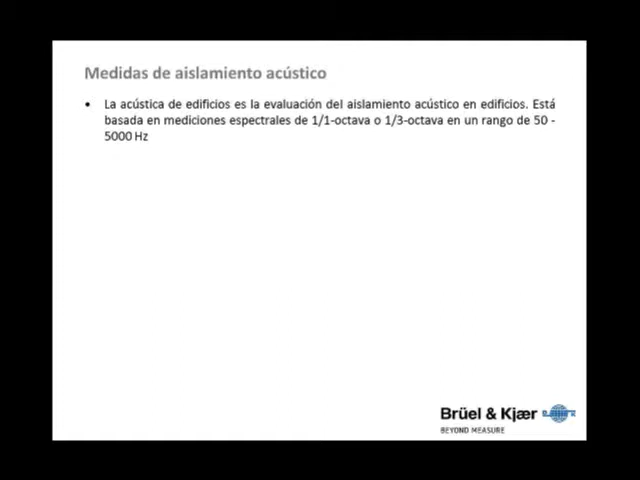 Medidas de aislamiento acústico
• La acústica de edificios es la evaluación del aislamiento acústico en edificios. Está
basada en mediciones espectrales de 1/1-octava o 1/3-octava en un rango de 50 -
5000 Hz
Brüel & Kjær
BEYOND MEASURE